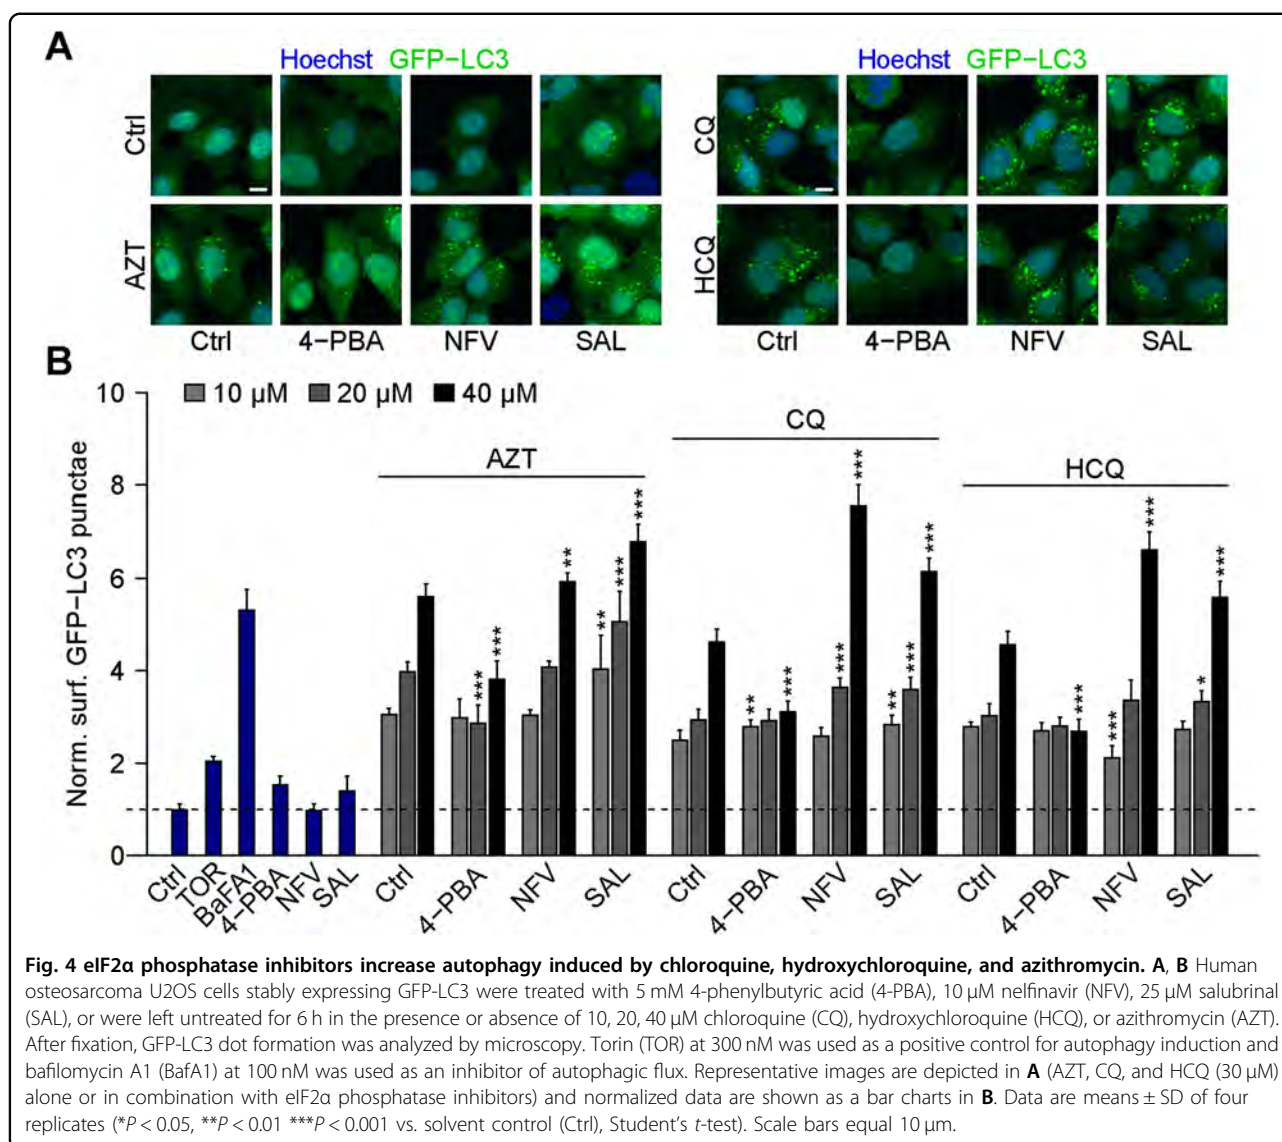 A
Hoechst GFP−LC3
Hoechst GFP−LC3
Ctrl
CQ
AZT
HCQ
Ctrl 4−PBA NFV SAL
Ctrl 4−PBA NFV SAL
B
10 µM 20 µM 40 µM
AZT
CQ
HCQ
Norm. surf. GFP−LC3 punctae
10
8
6
4
2
0
*** *** ** ** *** *** ** *** *** *** ** *** *** *** *** *** * ***
Ctrl TOR BaFA1 4−PBA NFV SAL Ctrl 4−PBA NFV SAL Ctrl 4−PBA NFV SAL Ctrl 4−PBA NFV SAL
Fig. 4 eIF2α phosphatase inhibitors increase autophagy induced by chloroquine, hydroxychloroquine, and azithromycin. A, B Human
osteosarcoma U2OS cells stably expressing GFP-LC3 were treated with 5 mM 4-phenylbutyric acid (4-PBA), 10 µM nelfinavir (NFV), 25 µM salubrinal
(SAL), or were left untreated for 6 h in the presence or absence of 10, 20, 40 µM chloroquine (CQ), hydroxychloroquine (HCQ), or azithromycin (AZT).
After fixation, GFP-LC3 dot formation was analyzed by microscopy. Torin (TOR) at 300 nM was used as a positive control for autophagy induction and
bafilomycin A1 (BafA1) at 100 nM was used as an inhibitor of autophagic flux. Representative images are depicted in A (AZT, CQ, and HCQ (30 µM)
alone or in combination with eIF2α phosphatase inhibitors) and normalized data are shown as a bar charts in B. Data are means ± SD of four
replicates (*P < 0.05, **P < 0.01 ***P < 0.001 vs. solvent control (Ctrl), Student's t-test). Scale bars equal 10 µm.